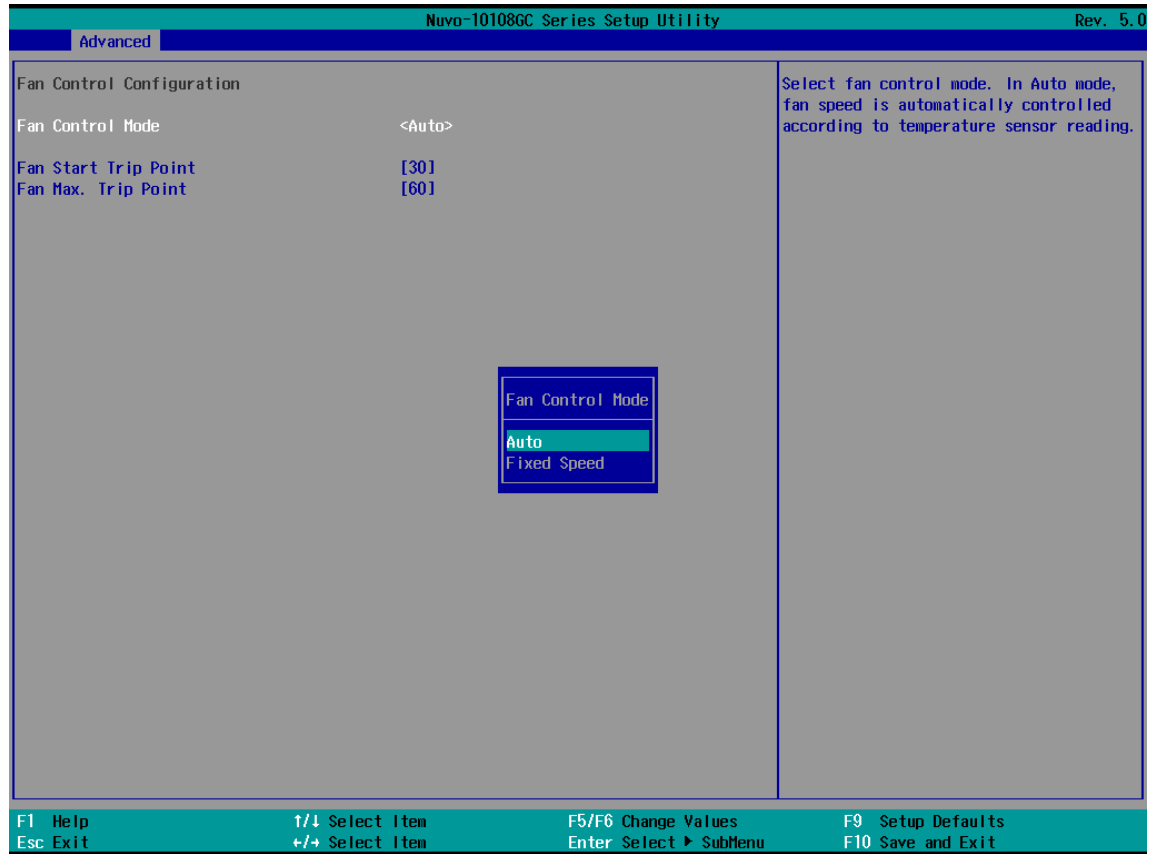 Nuvo-10108GC Series Setup Utility Rev. 5.0
Advanced
Fan Control Configuration
Fan Control Mode <Auto>
Fan Start Trip Point [30]
Fan Max. Trip Point [60]
Select fan control mode. In Auto mode,
fan speed is automatically controlled
according to temperature sensor reading.
Fan Control Mode
Auto
Fixed Speed
F1 Help ↑/↓ Select Item F5/F6 Change Values F9 Setup Defaults
Esc Exit ←/→ Select Item Enter Select ▶ SubMenu F10 Save and Exit